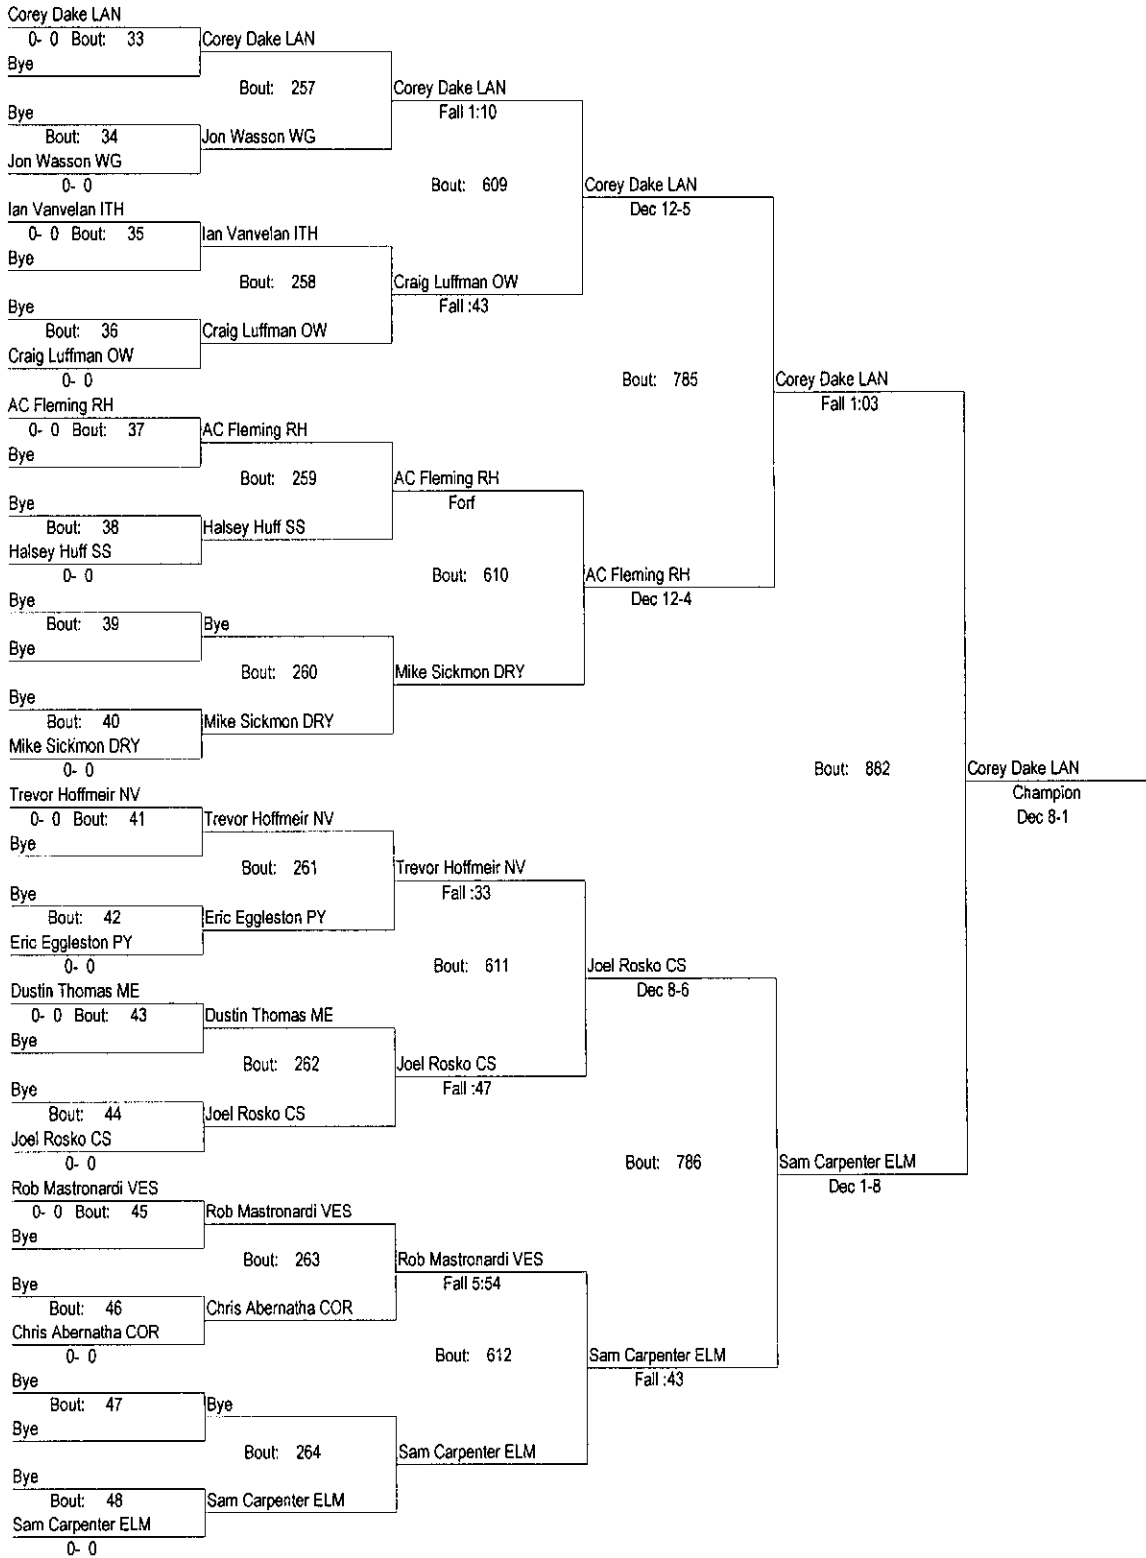 Corey Dake LAN
0- 0 Bout: 33
Bye
Corey Dake LAN
Bout: 257
Bye
Bout: 34
Jon Wasson WG
0- 0
Jon Wasson WG
Corey Dake LAN
Fall 1:10
Bout: 609
Ian Vanvelan ITH
0- 0 Bout: 35
Bye
Ian Vanvelan ITH
Bout: 258
Bye
Bout: 36
Craig Luffman OW
0- 0
Craig Luffman OW
Craig Luffman OW
Fall :43
Corey Dake LAN
Dec 12-5
Bout: 785
AC Fleming RH
0- 0 Bout: 37
Bye
AC Fleming RH
Bout: 259
Bye
Bout: 38
Halsey Huff SS
0- 0
Halsey Huff SS
AC Fleming RH
Forf
Bout: 610
Bye
Bout: 39
Bye
Bye
Bout: 260
Bye
Bout: 40
Mike Sickmon DRY
0- 0
Mike Sickmon DRY
Mike Sickmon DRY
AC Fleming RH
Dec 12-4
Corey Dake LAN
Fall 1:03
Bout: 882
Corey Dake LAN
Champion
Dec 8-1
Trevor Hoffmeir NV
0- 0 Bout: 41
Bye
Trevor Hoffmeir NV
Bout: 261
Bye
Bout: 42
Eric Eggleston PY
0- 0
Eric Eggleston PY
Trevor Hoffmeir NV
Fall :33
Bout: 611
Dustin Thomas ME
0- 0 Bout: 43
Bye
Dustin Thomas ME
Bout: 262
Bye
Bout: 44
Joel Rosko CS
0- 0
Joel Rosko CS
Joel Rosko CS
Fall :47
Joel Rosko CS
Dec 8-6
Bout: 786
Rob Mastronardi VES
0- 0 Bout: 45
Bye
Rob Mastronardi VES
Bout: 263
Bye
Bout: 46
Chris Abernatha COR
0- 0
Chris Abernatha COR
Rob Mastronardi VES
Fall 5:54
Bout: 612
Bye
Bout: 47
Bye
Bye
Bout: 264
Bye
Bout: 48
Sam Carpenter ELM
0- 0
Sam Carpenter ELM
Sam Carpenter ELM
Sam Carpenter ELM
Fall :43
Sam Carpenter ELM
Dec 1-8